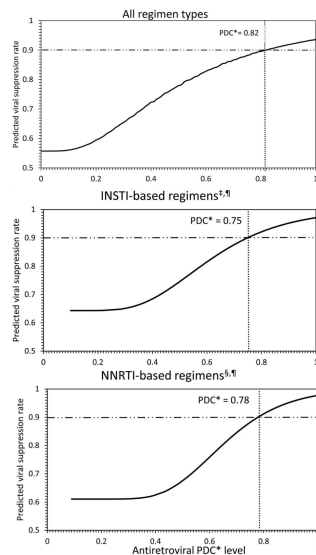 All regimen types
PDC*= 0.82
Predicted viral suppression rate
1
0.9
0.8
0.7
0.6
0.5
0 0.2 0.4 0.6 0.8 1
INSTI-based regimens‡,¶
PDC* = 0.75
Predicted viral suppression rate
1
0.9
0.8
0.7
0.6
0.5
0 0.2 0.4 0.6 0.8 1
NNRTI-based regimens§,¶
PDC* = 0.78
Predicted viral suppression rate
1
0.9
0.8
0.7
0.6
0.5
0 0.2 0.4 0.6 0.8 1
Antiretroviral PDC* level